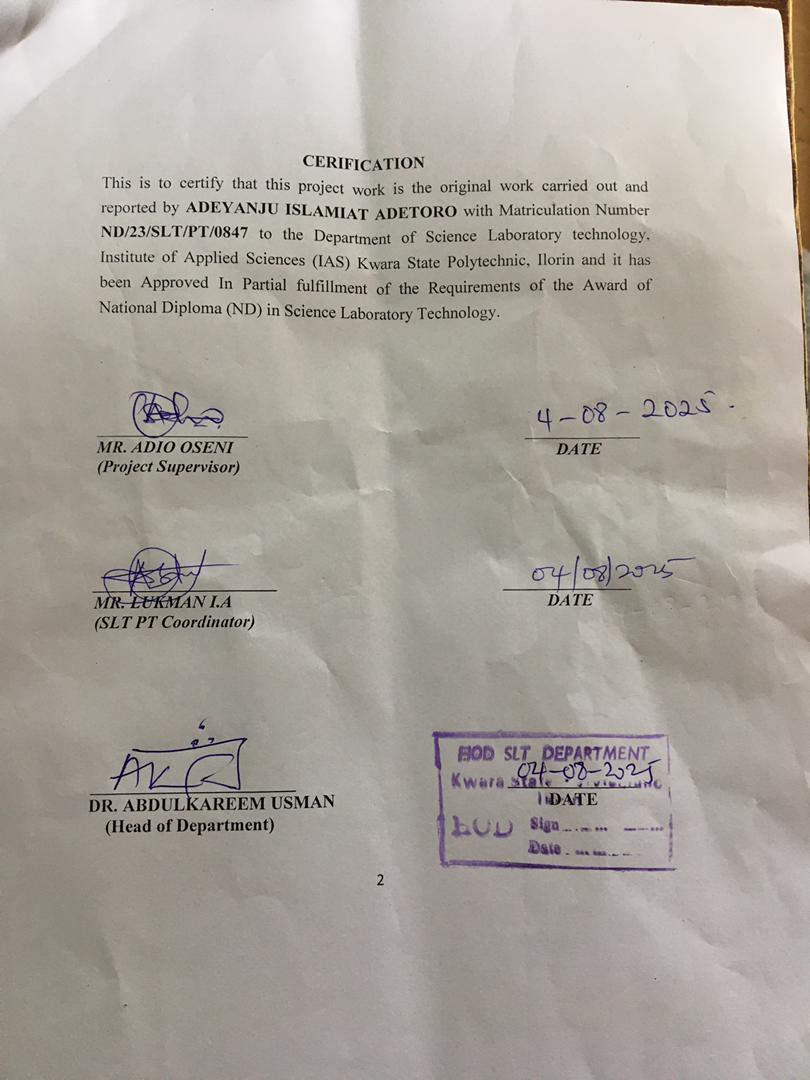 CERIFICATION
This is to certify that this project work is the original work carried out and
reported by ADEYANJU ISLAMIAT ADETORO with Matriculation Number
ND/23/SLT/PT/0847 to the Department of Science Laboratory technology,
Institute of Applied Sciences (IAS) Kwara State Polytechnic, Ilorin and it has
been Approved In Partial fulfillment of the Requirements of the Award of
National Diploma (ND) in Science Laboratory Technology.
4-08-2025.
MR. ADIO OSENI DATE
(Project Supervisor)
04/08/2025
MR. LUKMAN I.A DATE
(SLT PT Coordinator)
HOD SLT DEPARTMENT
04-08-2025
Kwara State
DR. ABDULKAREEM USMAN DATE
(Head of Department) Sign
Date
2